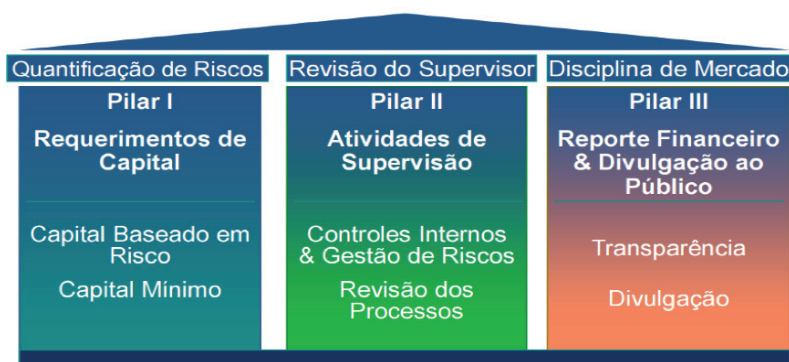 Quantificação de Riscos
Pilar I
Requerimentos de
Capital
Capital Baseado em
Risco
Capital Mínimo
Revisão do Supervisor
Pilar II
Atividades de
Supervisão
Controles Internos
& Gestão de Riscos
Revisão dos
Processos
Disciplina de Mercado
Pilar III
Reporte Financeiro
& Divulgação ao
Público
Transparência
Divulgação